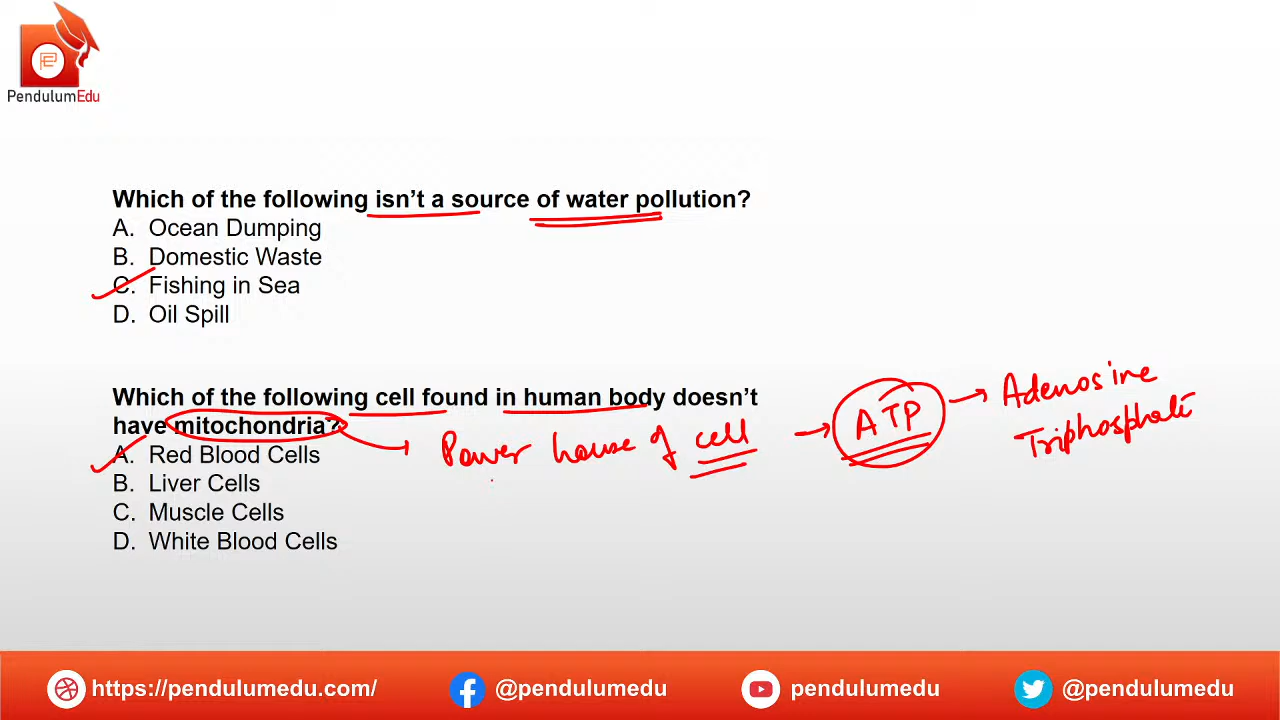 PendulumEdu
Which of the following isn't a source of water pollution?
A. Ocean Dumping
B. Domestic Waste
C. Fishing in Sea
D. Oil Spill
Which of the following cell found in human body doesn't
have mitochondria?
A. Red Blood Cells
B. Liver Cells
C. Muscle Cells
D. White Blood Cells
Power house of cell
ATP
Adenosine
Triphosphate
https://pendulumedu.com/
@pendulumedu
pendulumedu
@pendulumedu